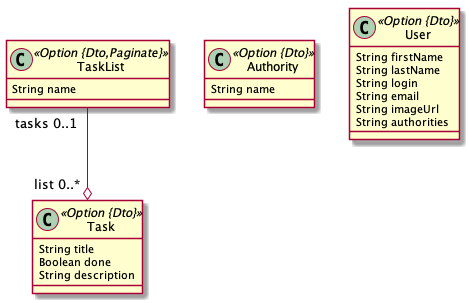 C «Option {Dto,Paginate}»
TaskList
String name
C «Option {Dto}»
Authority
String name
C «Option {Dto}»
User
String firstName
String lastName
String login
String email
String imageUrl
String authorities
tasks 0..1
list 0..*
C «Option {Dto}»
Task
String title
Boolean done
String description